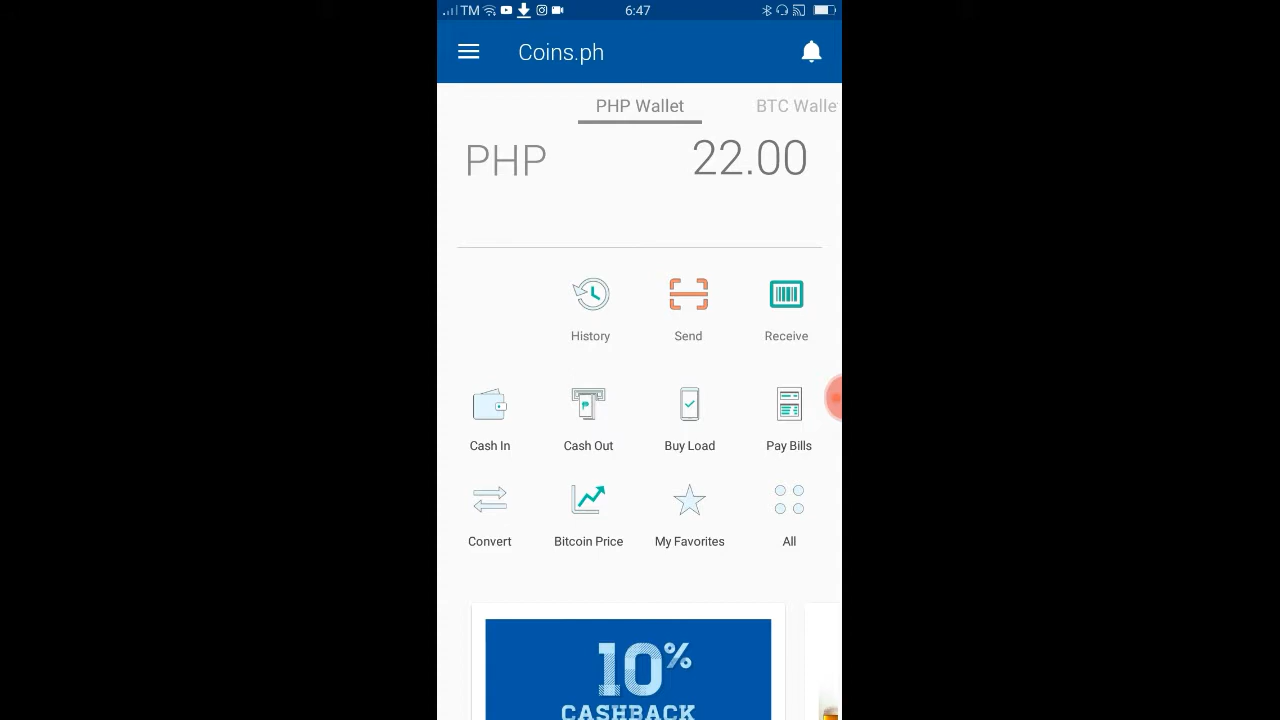 TM 6:47
Coins.ph
PHP Wallet BTC Walle
PHP 22.00
History Send Receive
Cash In Cash Out Buy Load Pay Bills
Convert Bitcoin Price My Favorites All
10%
CASHBACK